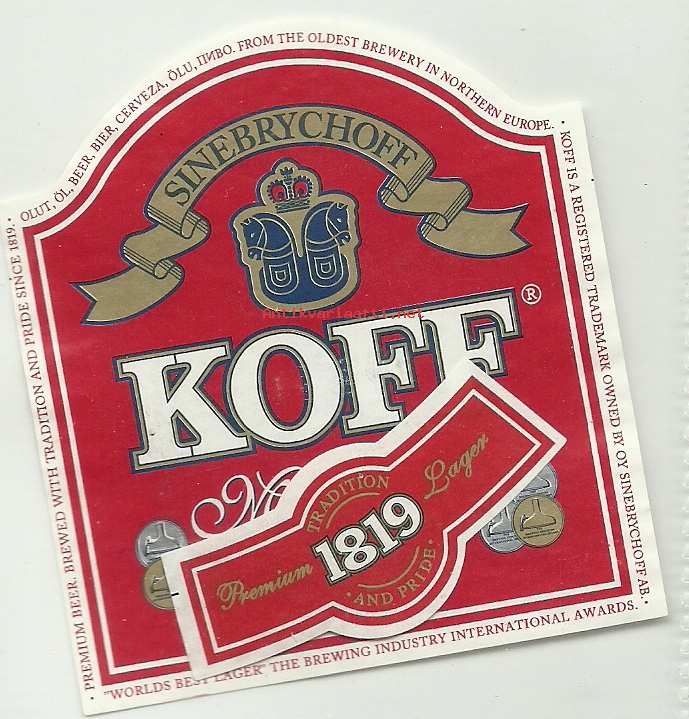 PREMIUM BEER. BREWED WITH TRADITION AND PRIDE SINCE 1819. •
OLUT, ÖL, BEER, BIER, CERVEZA, ÕLU, ПИВО. FROM THE OLDEST BREWERY IN NORTHERN EUROPE. •
KOFF IS A REGISTERED TRADEMARK OWNED BY OY SINEBRYCHOFF AB. •
"WORLDS BEST LAGER", THE BREWING INDUSTRY INTERNATIONAL AWARDS. •
SINEBRYCHOFF
antikvariaatti.net
KOFF®
TRADITION
Premium 1819 Lager
• AND PRIDE •